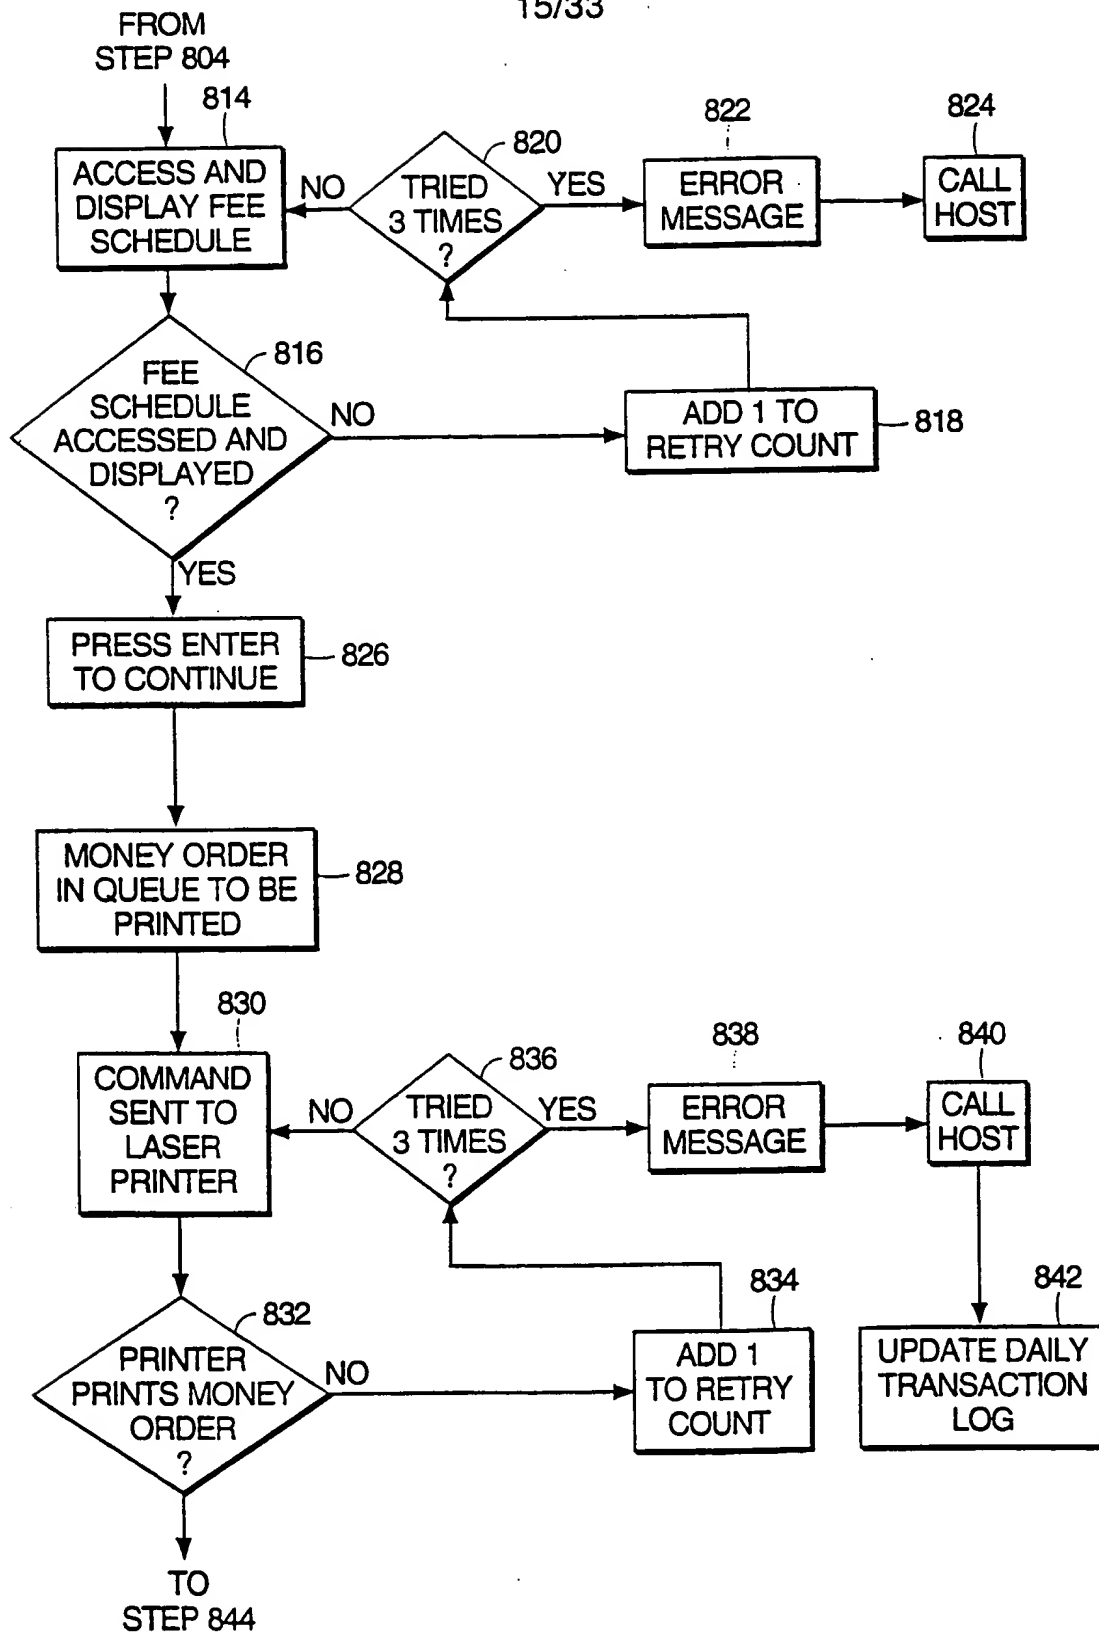 15/33
FROM
STEP 804
814
ACCESS AND
DISPLAY FEE
SCHEDULE
NO
820
TRIED
3 TIMES
?
YES
822
ERROR
MESSAGE
824
CALL
HOST
816
FEE
SCHEDULE
ACCESSED AND
DISPLAYED
?
NO
ADD 1 TO
RETRY COUNT
818
YES
PRESS ENTER
TO CONTINUE
826
MONEY ORDER
IN QUEUE TO BE
PRINTED
828
830
COMMAND
SENT TO
LASER
PRINTER
NO
836
TRIED
3 TIMES
?
YES
838
ERROR
MESSAGE
840
CALL
HOST
832
PRINTER
PRINTS MONEY
ORDER
?
NO
834
ADD 1
TO RETRY
COUNT
842
UPDATE DAILY
TRANSACTION
LOG
TO
STEP 844